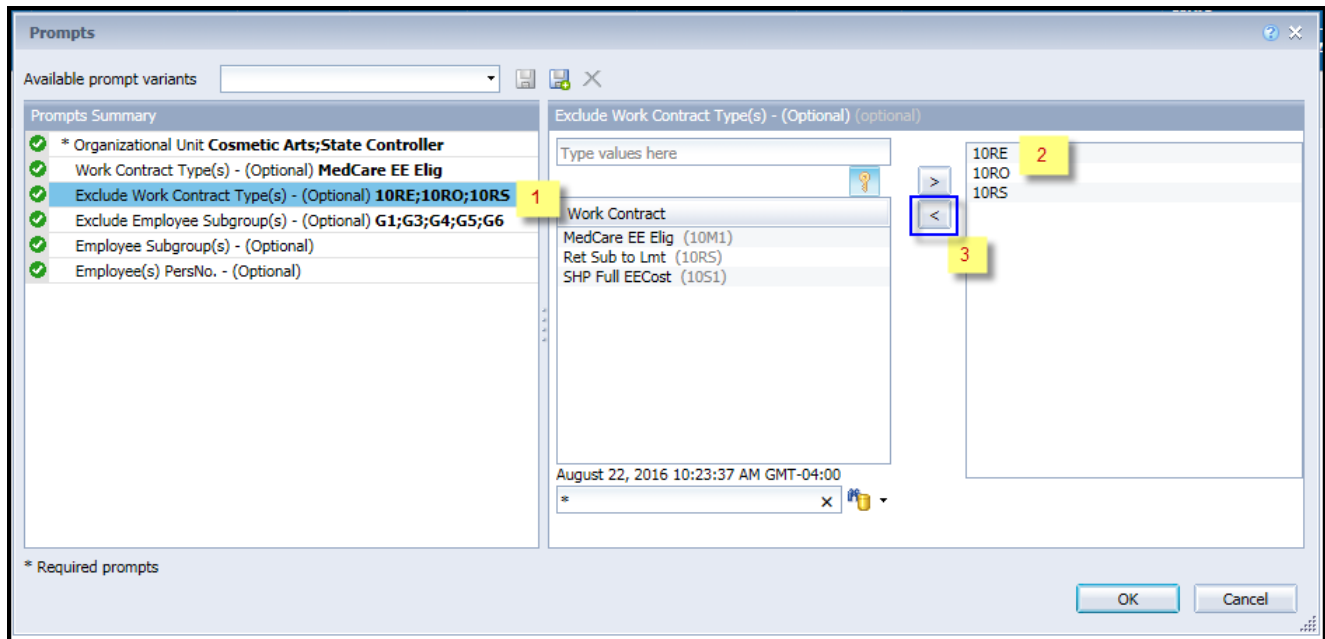 Prompts
Available prompt variants
Prompts Summary
* Organizational Unit Cosmetic Arts;State Controller
Work Contract Type(s) - (Optional) MedCare EE Elig
Exclude Work Contract Type(s) - (Optional) 10RE;10RO;10RS 1
Exclude Employee Subgroup(s) - (Optional) G1;G3;G4;G5;G6
Employee Subgroup(s) - (Optional)
Employee(s) PersNo. - (Optional)
Exclude Work Contract Type(s) - (Optional) (optional)
Type values here
Work Contract
MedCare EE Elig (10M1)
Ret Sub to Lmt (10RS)
SHP Full EECost (10S1)
August 22, 2016 10:23:37 AM GMT-04:00
*
>
<
3
10RE 2
10RO
10RS
* Required prompts
OK Cancel